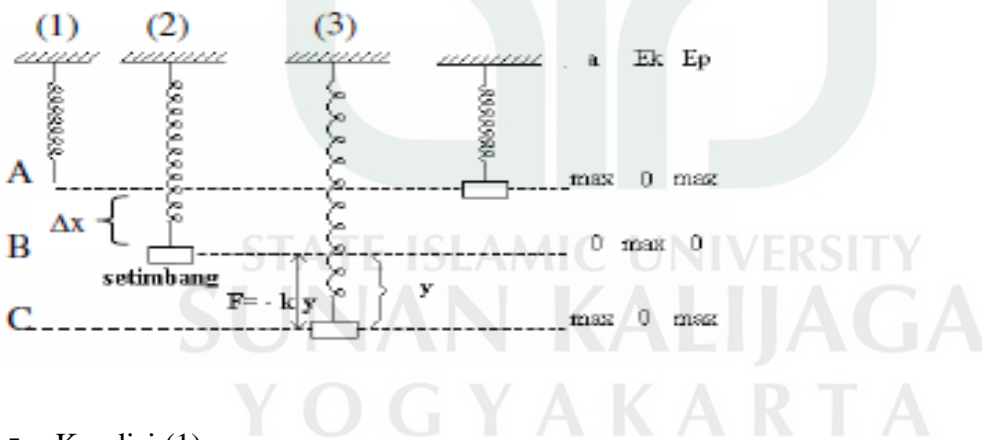 (1) (2) (3)
a Ek Ep
A max 0 max
Δx
B 0 max 0
setimbang
F= - k y y
C max 0 max
STATE ISLAMIC UNIVERSITY
SUNAN KALIJAGA
YOGYAKARTA
(1)